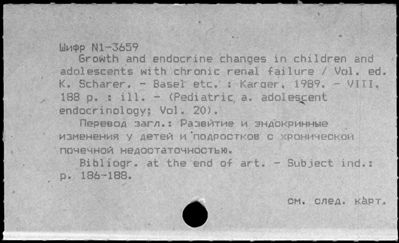 Шифр N1-3659
Growth and endocrine changes in children and
adolescents with chronic renal failure / Vol. ed.
K. Scharer. - Basel etc. : Karger, 1989. - VIII,
188 p. : ill. - (Pediatric a. adolescent
endocrinology; Vol. 20).
Перевод загл.: Развитие и эндокринные
изменения у детей и подростков с хронической
почечной недостаточностью.
Bibliogr. at the end of art. - Subject ind.:
p. 186-188.
см. след. карт.